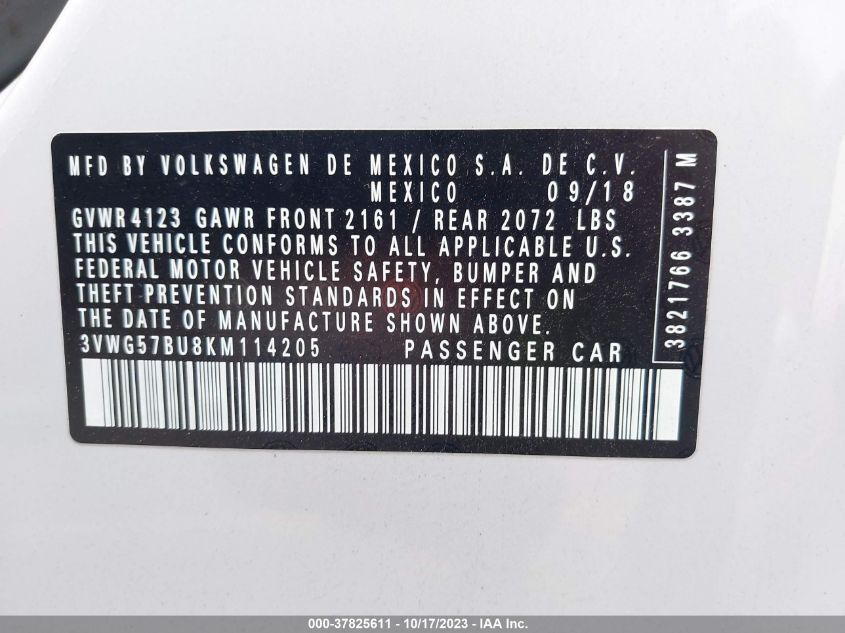 MFD BY VOLKSWAGEN DE MEXICO S.A. DE C.V.
MEXICO 09/18
GVWR 4123 GAWR FRONT 2161 / REAR 2072 LBS
THIS VEHICLE CONFORMS TO ALL APPLICABLE U.S.
FEDERAL MOTOR VEHICLE SAFETY, BUMPER AND
THEFT PREVENTION STANDARDS IN EFFECT ON
THE DATE OF MANUFACTURE SHOWN ABOVE.
3VWG57BU8KM114205 PASSENGER CAR
3821766 3387 M
000-37825611 - 10/17/2023 - IAA Inc.